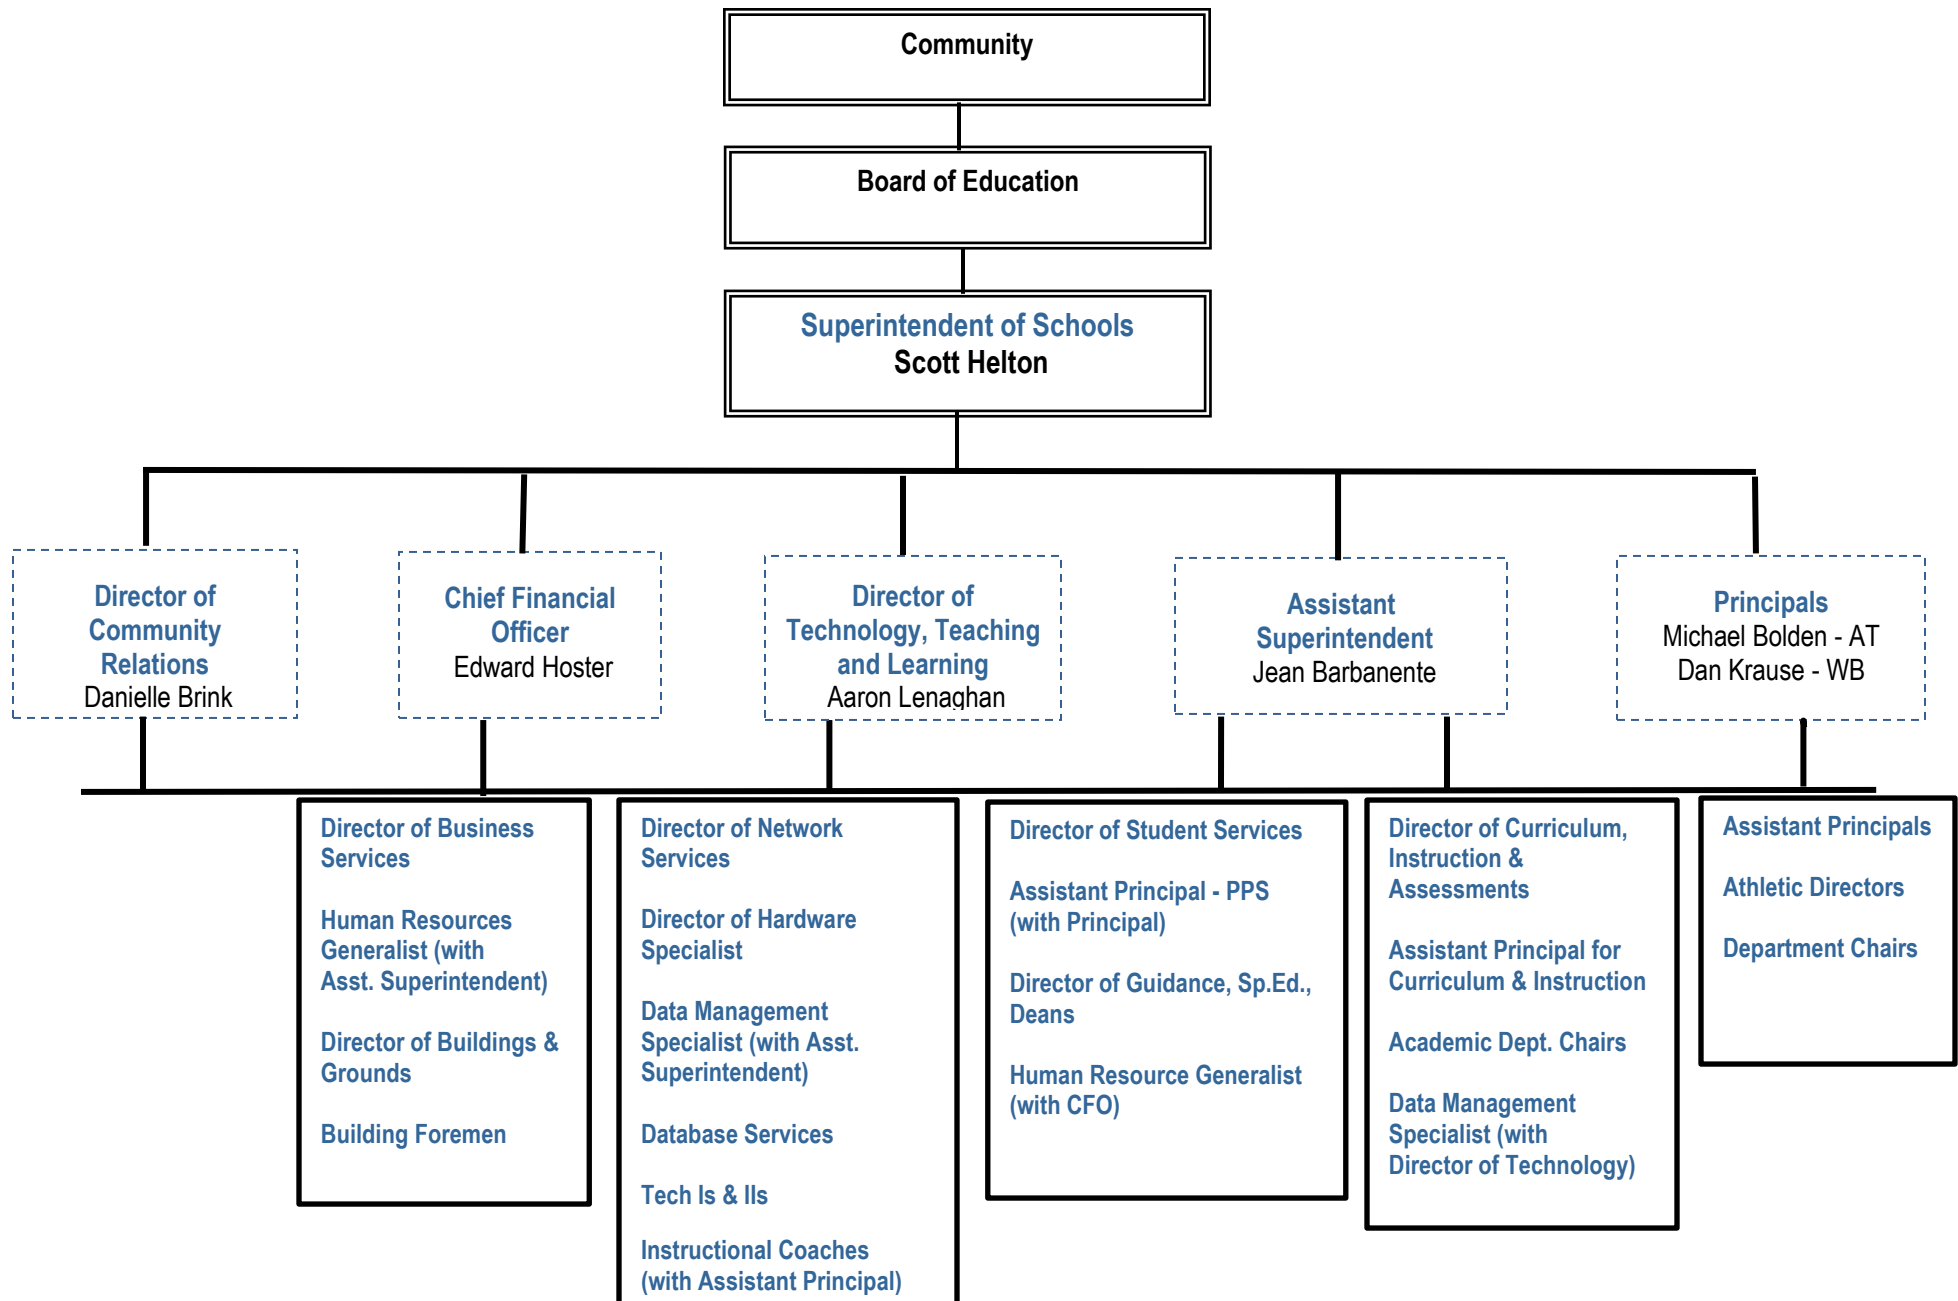 Community
Board of Education
Superintendent of Schools
Scott Helton
Director of
Community
Relations
Danielle Brink
Chief Financial
Officer
Edward Hoster
Director of
Technology, Teaching
and Learning
Aaron Lenaghan
Assistant
Superintendent
Jean Barbanente
Principals
Michael Bolden - AT
Dan Krause - WB
Director of Business
Services
Human Resources
Generalist (with
Asst. Superintendent)
Director of Buildings &
Grounds
Building Foremen
Director of Network
Services
Director of Hardware
Specialist
Data Management
Specialist (with Asst.
Superintendent)
Database Services
Tech Is & IIs
Instructional Coaches
(with Assistant Principal)
Director of Student Services
Assistant Principal - PPS
(with Principal)
Director of Guidance, Sp.Ed.,
Deans
Human Resource Generalist
(with CFO)
Director of Curriculum,
Instruction &
Assessments
Assistant Principal for
Curriculum & Instruction
Academic Dept. Chairs
Data Management
Specialist (with
Director of Technology)
Assistant Principals
Athletic Directors
Department Chairs